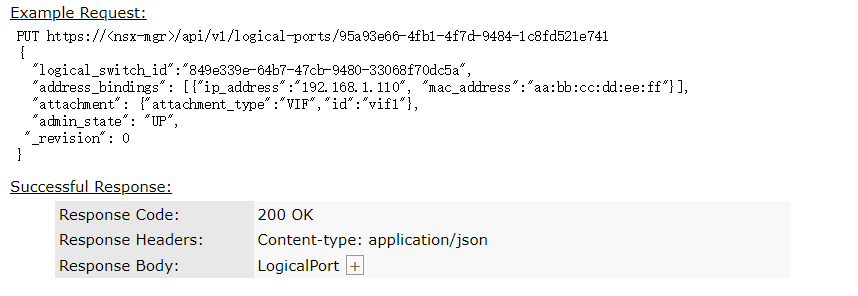 Example Request:
PUT https://<nsx-mgr>/api/v1/logical-ports/95a93e66-4fb1-4f7d-9484-1c8fd521e741
{
"logical_switch_id":"849e339e-64b7-47cb-9480-33068f70dc5a",
"address_bindings": [{"ip_address":"192.168.1.110", "mac_address":"aa:bb:cc:dd:ee:ff"}],
"attachment": {"attachment_type":"VIF","id":"vif1"},
"admin_state": "UP",
"_revision": 0
}
Successful Response:
Response Code: 200 OK
Response Headers: Content-type: application/json
Response Body: LogicalPort +